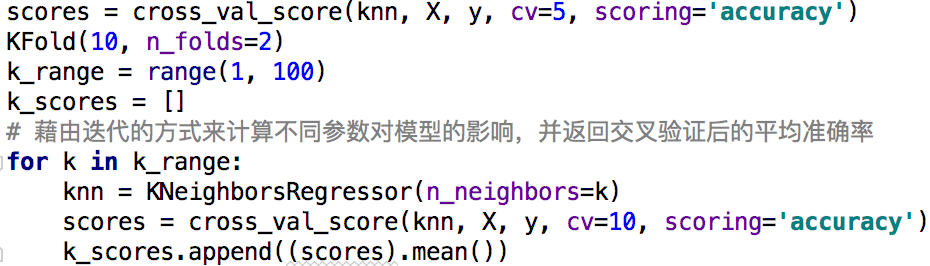 scores = cross_val_score(knn, X, y, cv=5, scoring='accuracy')
KFold(10, n_folds=2)
k_range = range(1, 100)
k_scores = []
# 藉由迭代的方式来计算不同参数对模型的影响，并返回交叉验证后的平均准确率
for k in k_range:
    knn = KNeighborsRegressor(n_neighbors=k)
    scores = cross_val_score(knn, X, y, cv=10, scoring='accuracy')
    k_scores.append((scores).mean())